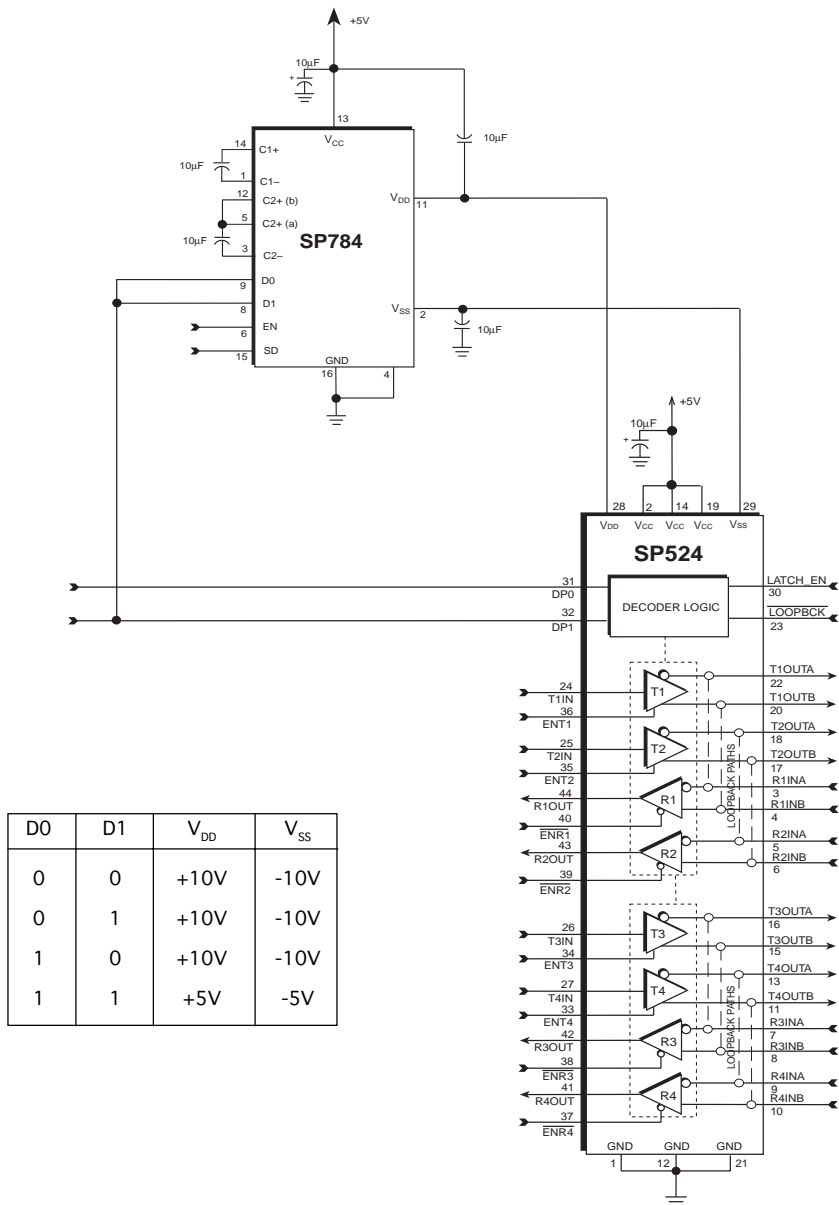 +5V
10µF
+
13
VCC
14
C1+
10µF
1
C1–
12
C2+ (b)
5
C2+ (a)
10µF
3
C2–
9
D0
8
D1
6
EN
15
SD
SP784
VDD
11
10µF
VSS
2
10µF
GND
16
4
+5V
10µF
+
28
2
14
19
29
VDD
VCC
VCC
VCC
VSS
SP524
31
DP0
32
DP1
DECODER LOGIC
LATCH_EN
30
LOOPBCK
23
24
T1IN
36
ENT1
T1
T1OUTA
22
T1OUTB
20
25
T2IN
35
ENT2
T2
T2OUTA
18
T2OUTB
17
44
R1OUT
40
ENR1
R1
R1INA
3
R1INB
4
43
R2OUT
39
ENR2
R2
R2INA
5
R2INB
6
LOOPBACK PATHS
26
T3IN
34
ENT3
T3
T3OUTA
16
T3OUTB
15
27
T4IN
33
ENT4
T4
T4OUTA
13
T4OUTB
11
42
R3OUT
38
ENR3
R3
R3INA
7
R3INB
8
41
R4OUT
37
ENR4
R4
R4INA
9
R4INB
10
LOOPBACK PATHS
GND
GND
GND
1
12
21
D0 D1 VDD VSS
0 0 +10V -10V
0 1 +10V -10V
1 0 +10V -10V
1 1 +5V -5V